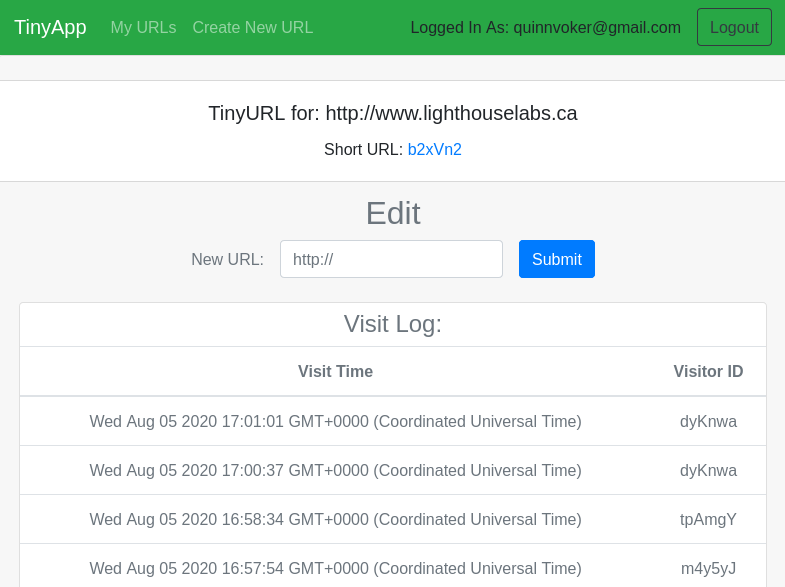 TinyApp My URLs Create New URL Logged In As: quinnvoker@gmail.com Logout
TinyURL for: http://www.lighthouselabs.ca
Short URL: b2xVn2
Edit
New URL: http:// Submit
Visit Log:
Visit Time Visitor ID
Wed Aug 05 2020 17:01:01 GMT+0000 (Coordinated Universal Time) dyKnwa
Wed Aug 05 2020 17:00:37 GMT+0000 (Coordinated Universal Time) dyKnwa
Wed Aug 05 2020 16:58:34 GMT+0000 (Coordinated Universal Time) tpAmgY
Wed Aug 05 2020 16:57:54 GMT+0000 (Coordinated Universal Time) m4y5yJ